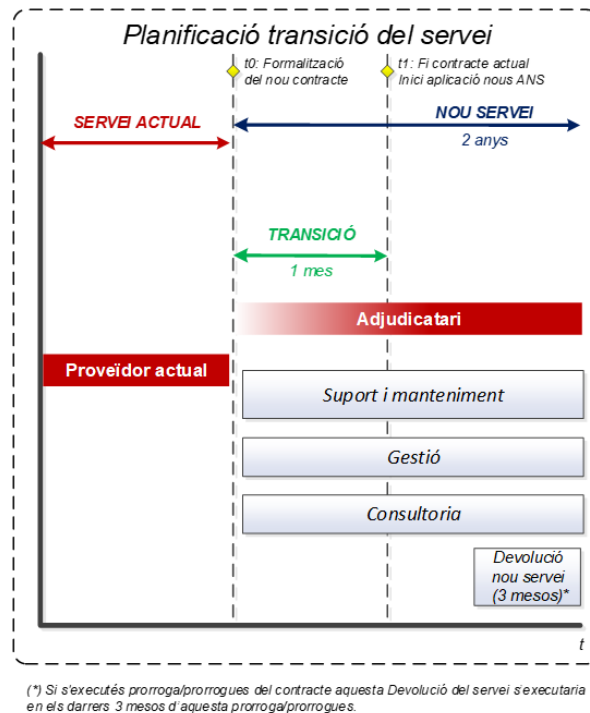 Planificació transició del servei
t0: Formalització
del nou contracte
t1: Fi contracte actual
Inici aplicació nous ANS
SERVEI ACTUAL
NOU SERVEI
2 anys
TRANSICIÓ
1 mes
Adjudicatari
Proveïdor actual
Suport i manteniment
Gestió
Consultoria
Devolució
nou servei
(3 mesos)*
t
(*) Si s'executés prorroga/prorrogues del contracte aquesta Devolució del servei s'executaria
en els darrers 3 mesos d'aquesta prorroga/prorrogues.